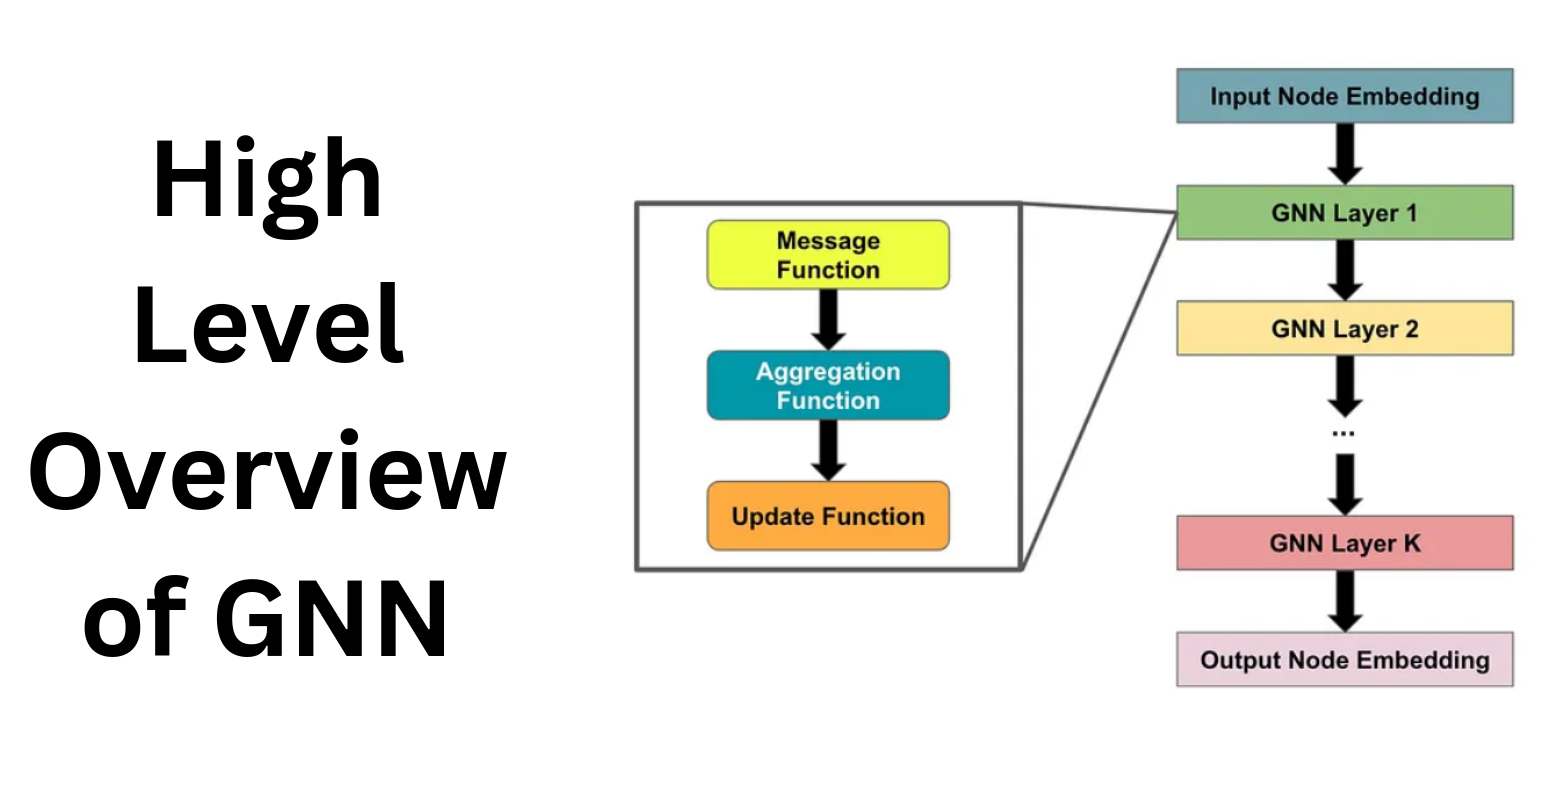 High
Level
Overview
of GNN
Message
Function
Aggregation
Function
Update Function
Input Node Embedding
GNN Layer 1
GNN Layer 2
...
GNN Layer K
Output Node Embedding